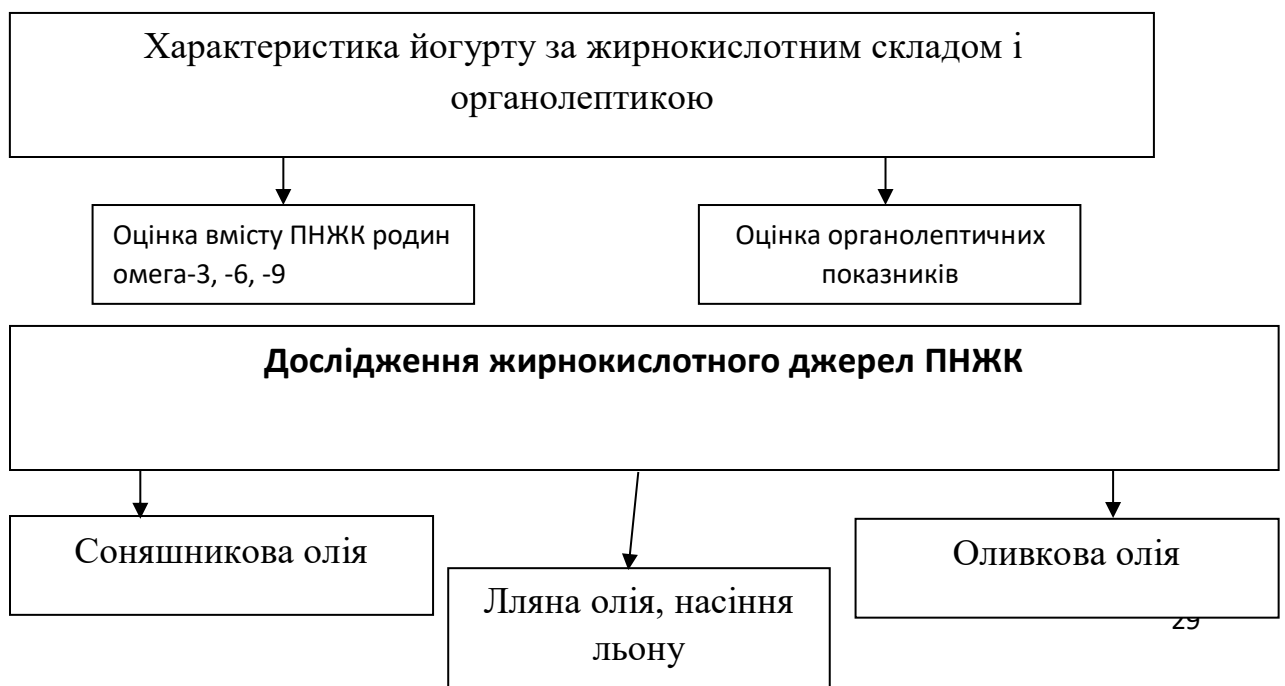 Характеристика йогурту за жирнокислотним складом і
органолептикою
Оцінка вмісту ПНЖК родин
омега-3, -6, -9
Оцінка органолептичних
показників
Дослідження жирнокислотного джерел ПНЖК
Соняшникова олія
Лляна олія, насіння
льону
Оливкова олія
29